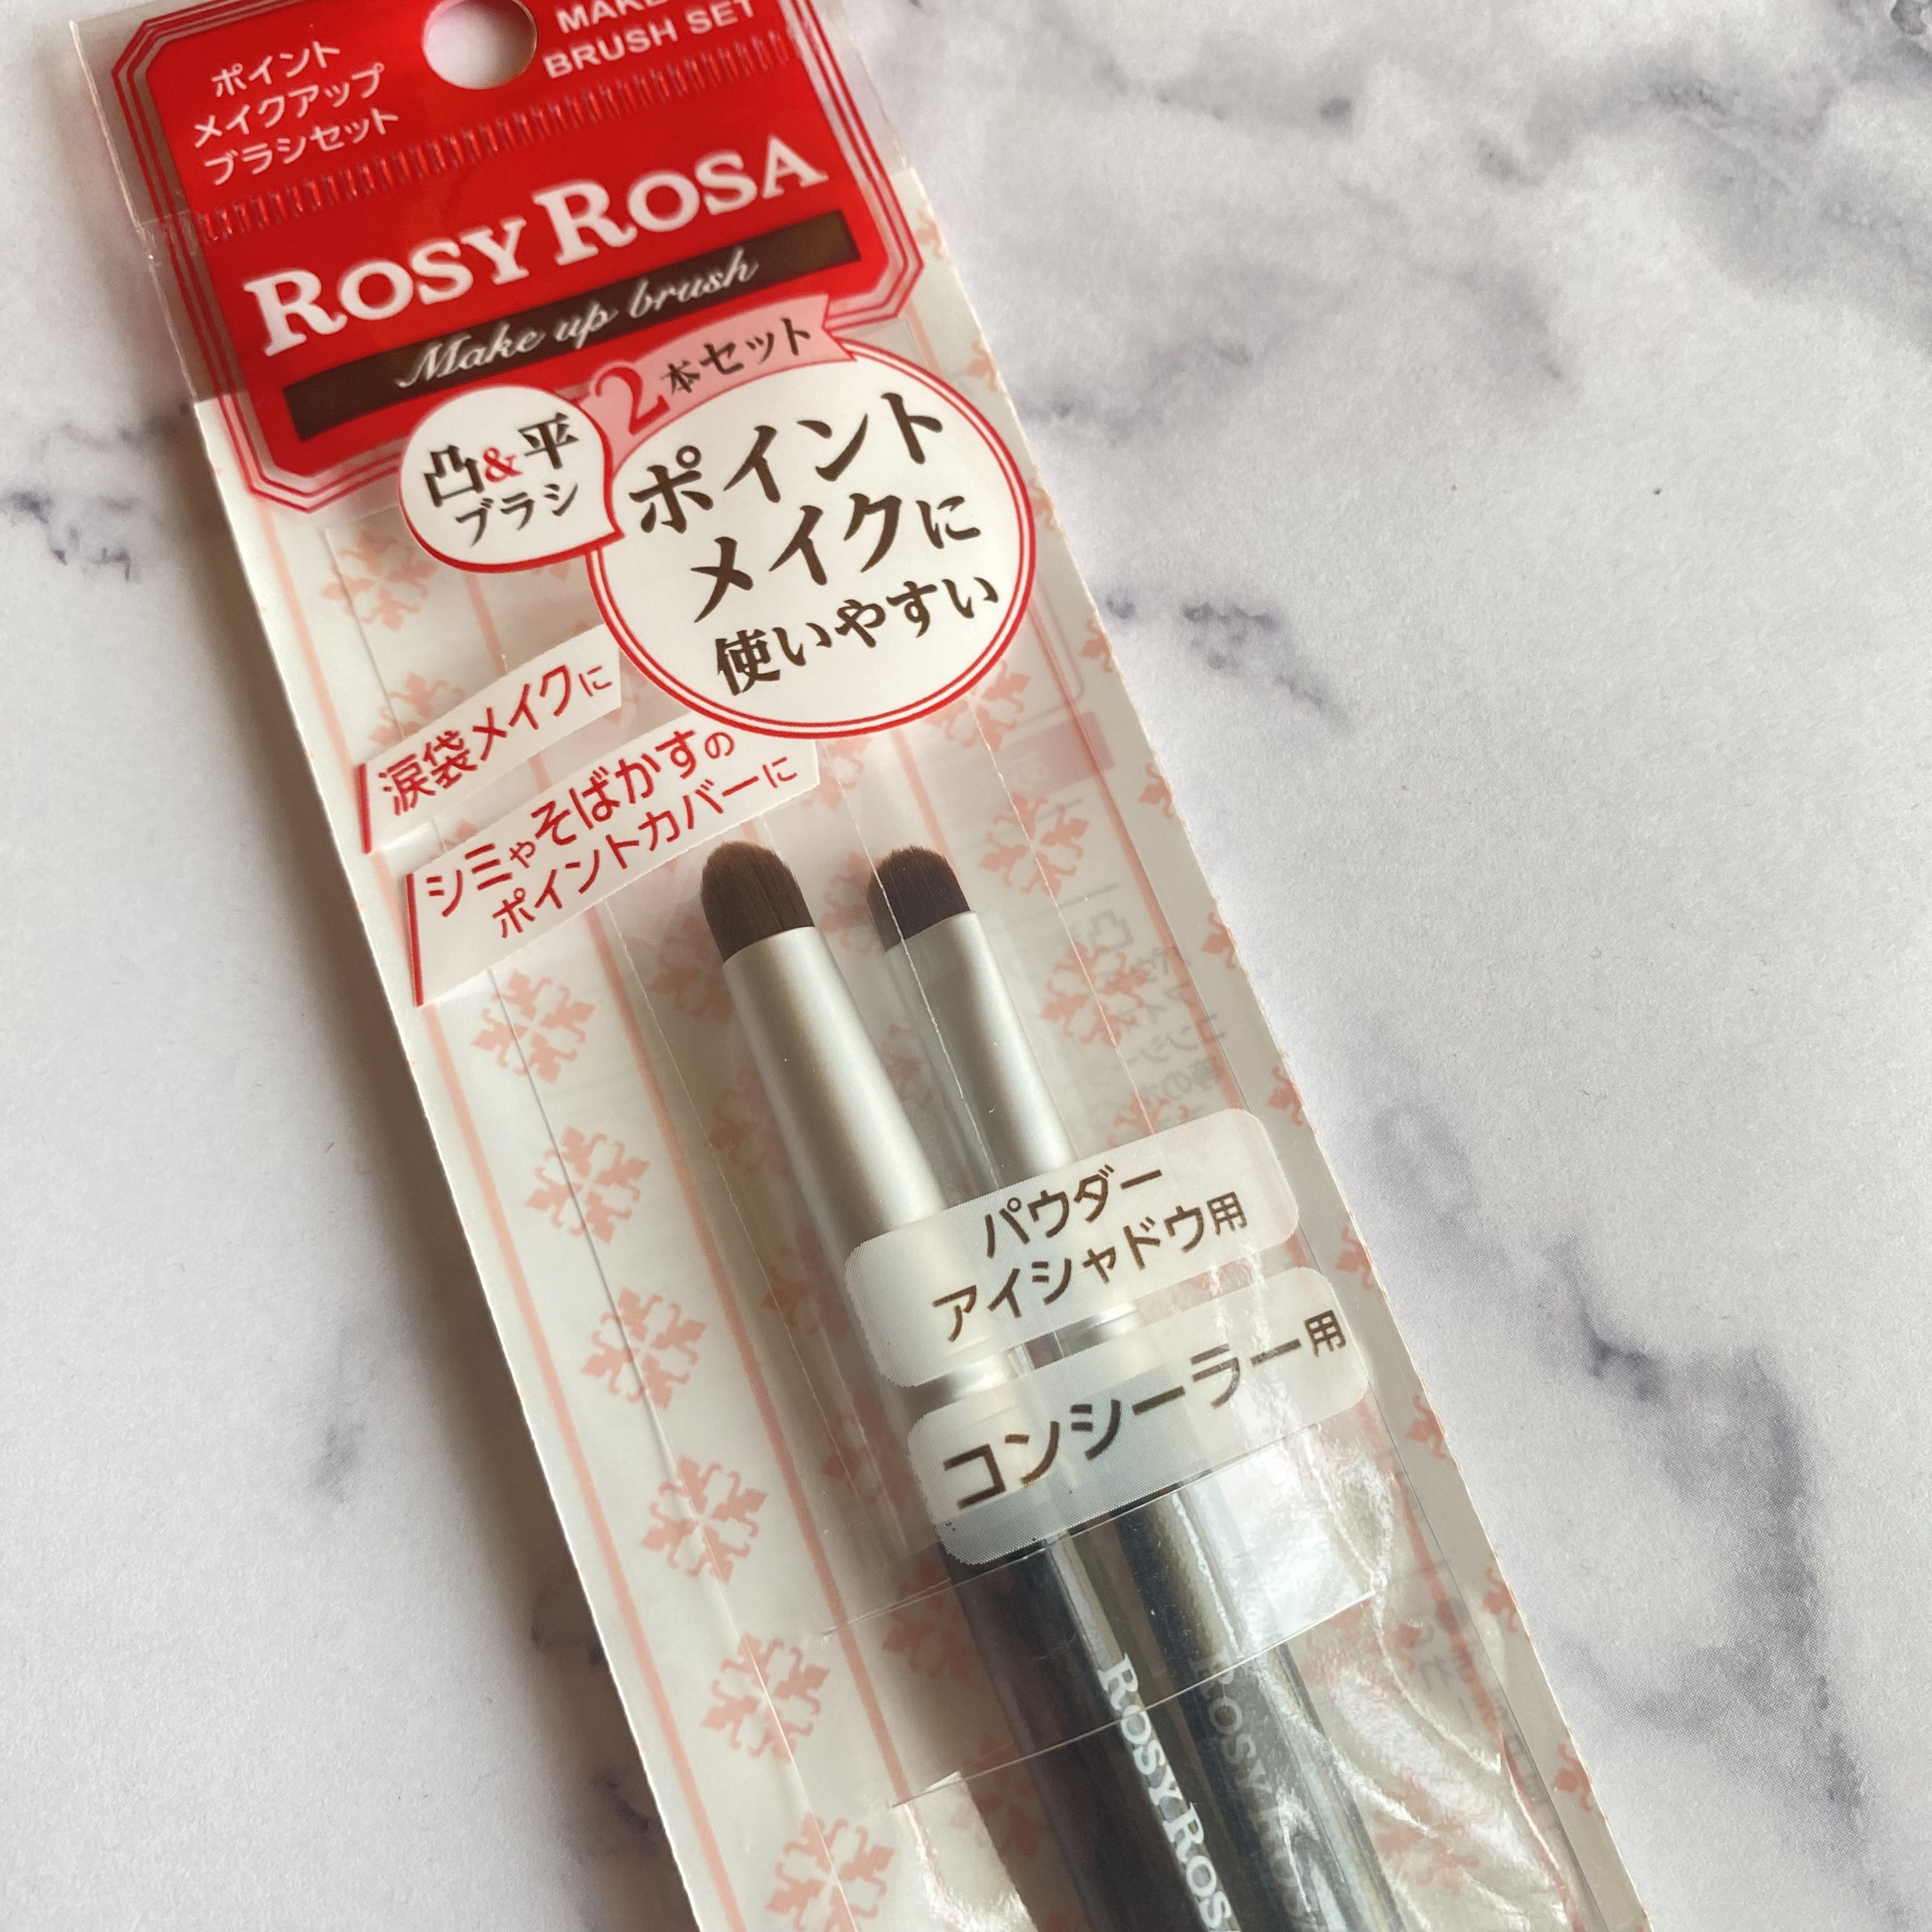 ポイント
メイクアップ
ブラシセット
MAKE
BRUSH SET
ROSY ROSA
Make up brush
2本セット
凸&平
ブラシ
ポイント
メイクに
使いやすい
涙袋メイクに
シミやそばかすの
ポイントカバーに
パウダー
アイシャドウ用
コンシーラー用
ROSY ROS
ROSY ROS